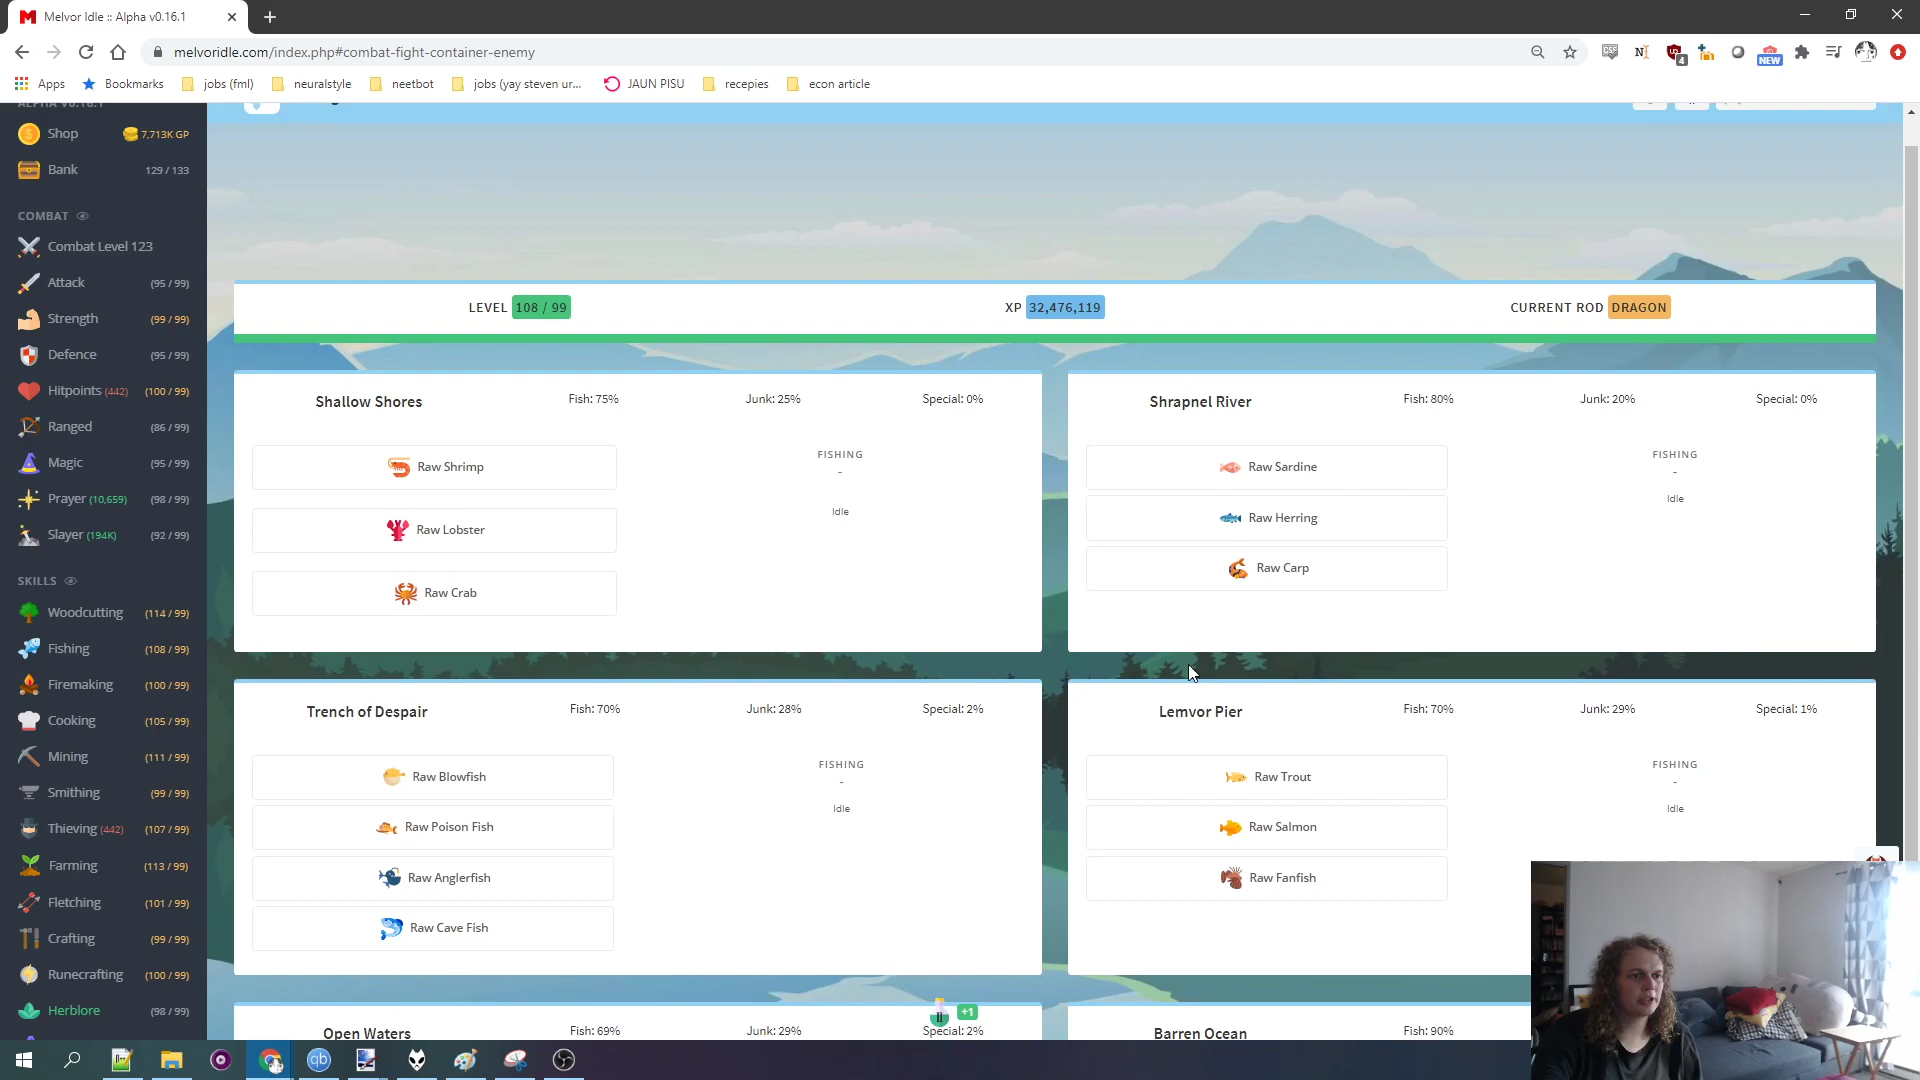 Melvor Idle :: Alpha v0.16.1
melvoridle.com/index.php#combat-fight-container-enemy
4
NEW
Apps
Bookmarks
jobs (fml)
neuralstyle
neetbot
jobs (yay steven ur...
JAUN PISU
recepies
econ article
ALPHA V0.16.1
Shop 7,713K GP
Bank 129 / 133
COMBAT
Combat Level 123
Attack (95 / 99)
Strength (99 / 99)
Defence (95 / 99)
Hitpoints (442) (100 / 99)
Ranged (86 / 99)
Magic (95 / 99)
Prayer (10,659) (98 / 99)
Slayer (194K) (92 / 99)
SKILLS
Woodcutting (114 / 99)
Fishing (108 / 99)
Firemaking (100 / 99)
Cooking (105 / 99)
Mining (111 / 99)
Smithing (99 / 99)
Thieving (442) (107 / 99)
Farming (113 / 99)
Fletching (101 / 99)
Crafting (99 / 99)
Runecrafting (100 / 99)
Herblore (98 / 99)
LEVEL 108 / 99
XP 32,476,119
CURRENT ROD DRAGON
Shallow Shores Fish: 75% Junk: 25% Special: 0%
Raw Shrimp
Raw Lobster
Raw Crab
FISHING
-
Idle
Shrapnel River Fish: 80% Junk: 20% Special: 0%
Raw Sardine
Raw Herring
Raw Carp
FISHING
-
Idle
Trench of Despair Fish: 70% Junk: 28% Special: 2%
Raw Blowfish
Raw Poison Fish
Raw Anglerfish
Raw Cave Fish
FISHING
-
Idle
Lemvor Pier Fish: 70% Junk: 29% Special: 1%
Raw Trout
Raw Salmon
Raw Fanfish
FISHING
-
Idle
+1
Open Waters Fish: 69% Junk: 29% Special: 2%
Barren Ocean Fish: 90%
qb